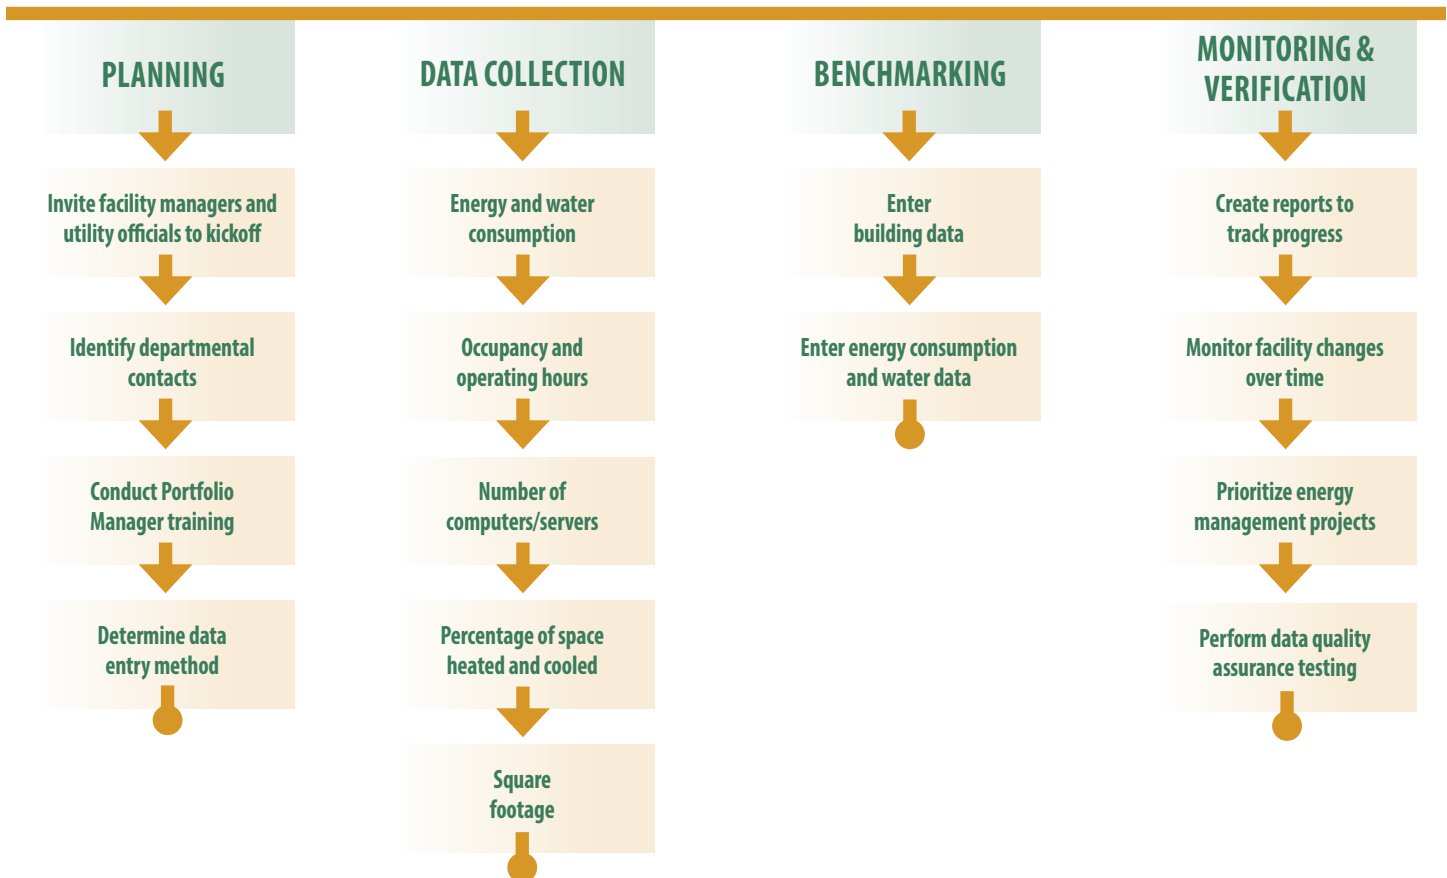 PLANNING
Invite facility managers and
utility officials to kickoff
Identify departmental
contacts
Conduct Portfolio
Manager training
Determine data
entry method
DATA COLLECTION
Energy and water
consumption
Occupancy and
operating hours
Number of
computers/servers
Percentage of space
heated and cooled
Square
footage
BENCHMARKING
Enter
building data
Enter energy consumption
and water data
MONITORING &
VERIFICATION
Create reports to
track progress
Monitor facility changes
over time
Prioritize energy
management projects
Perform data quality
assurance testing